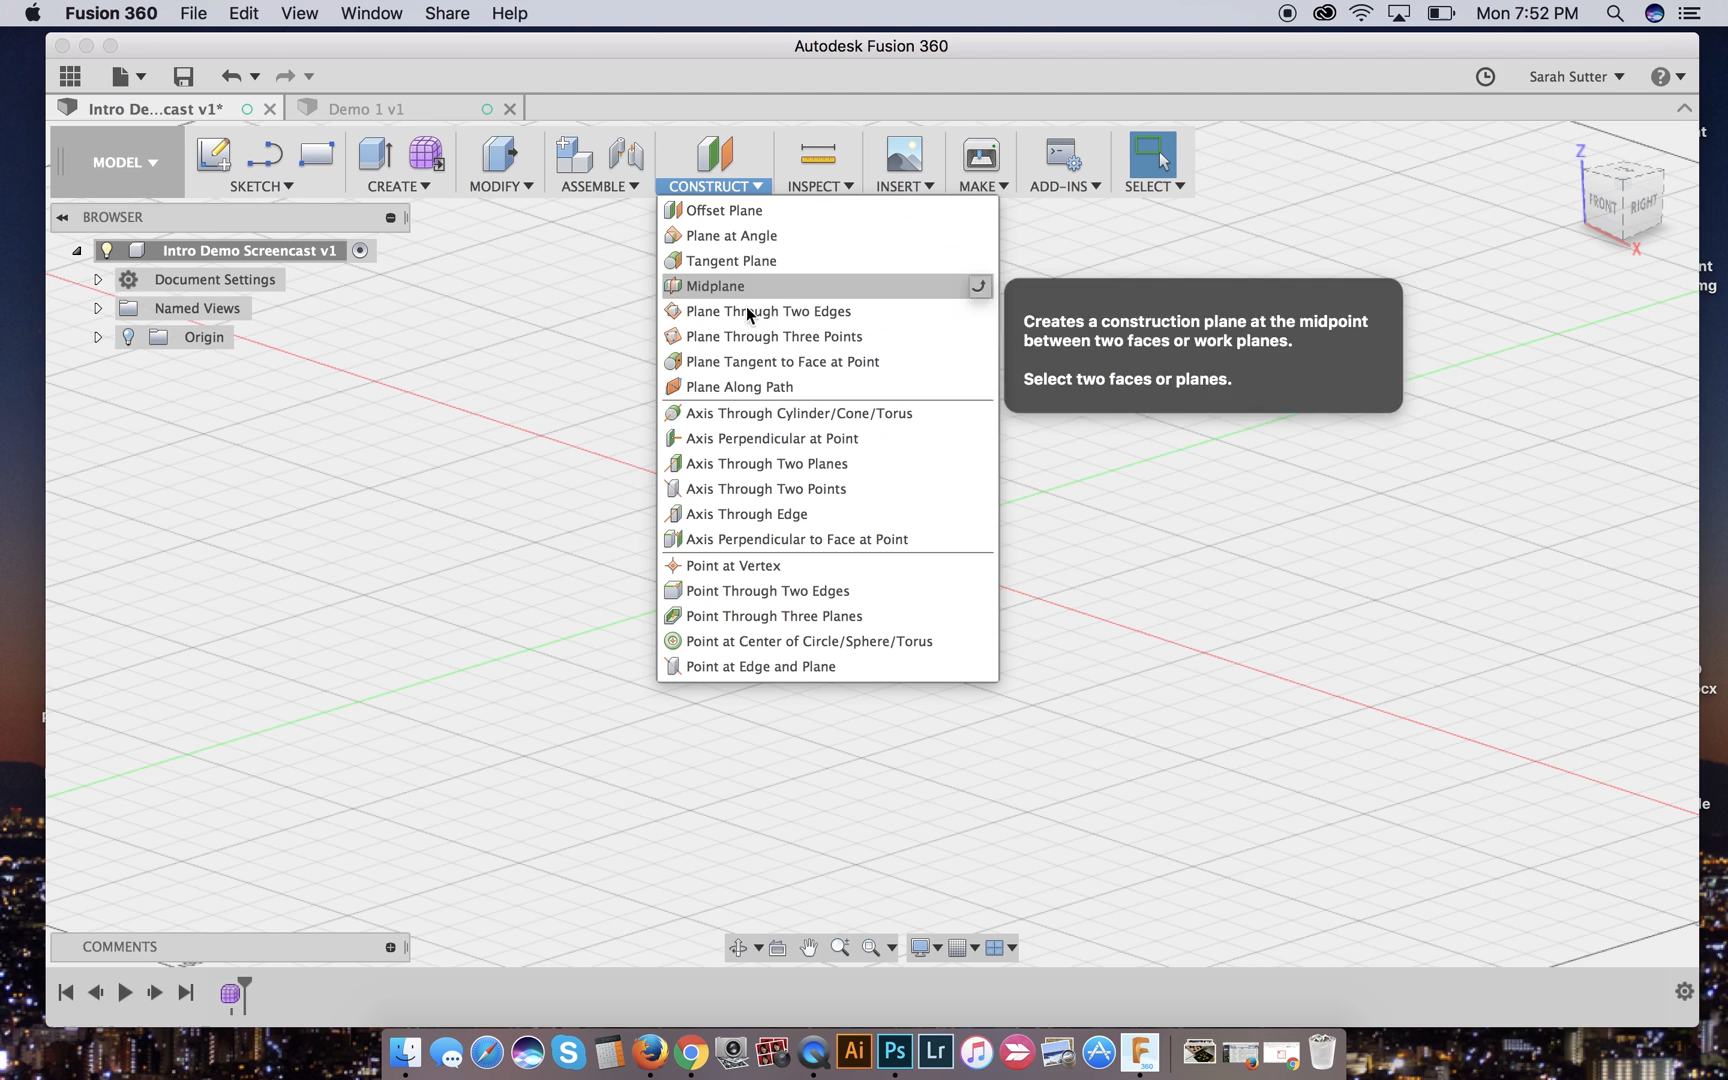 Fusion 360 File Edit View Window Share Help Mon 7:52 PM
Autodesk Fusion 360
Sarah Sutter
Intro De...cast v1* Demo 1 v1
MODEL SKETCH CREATE MODIFY ASSEMBLE CONSTRUCT INSPECT INSERT MAKE ADD-INS SELECT
Z
FRONT RIGHT
X
BROWSER
Intro Demo Screencast v1
Document Settings
Named Views
Origin
Offset Plane
Plane at Angle
Tangent Plane
Midplane
Plane Through Two Edges
Plane Through Three Points
Plane Tangent to Face at Point
Plane Along Path
Axis Through Cylinder/Cone/Torus
Axis Perpendicular at Point
Axis Through Two Planes
Axis Through Two Points
Axis Through Edge
Axis Perpendicular to Face at Point
Point at Vertex
Point Through Two Edges
Point Through Three Planes
Point at Center of Circle/Sphere/Torus
Point at Edge and Plane
Creates a construction plane at the midpoint
between two faces or work planes.
Select two faces or planes.
COMMENTS
Ai Ps Lr F
360